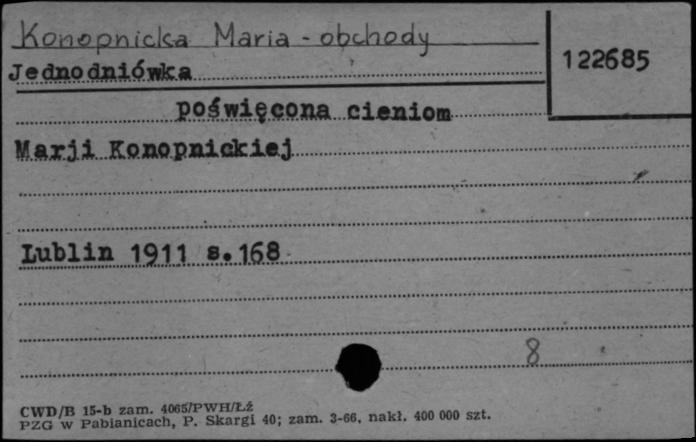 Konopnicka Maria - obchody
122685
Jednodniówka
poświęcona cieniom
Marji Konopnickiej
Lublin 1911 s.168
8
CWD/B 15-b zam. 4065/PWH/Łź
PZG w Pabianicach, P. Skargi 40; zam. 3-66, nakł. 400 000 szt.